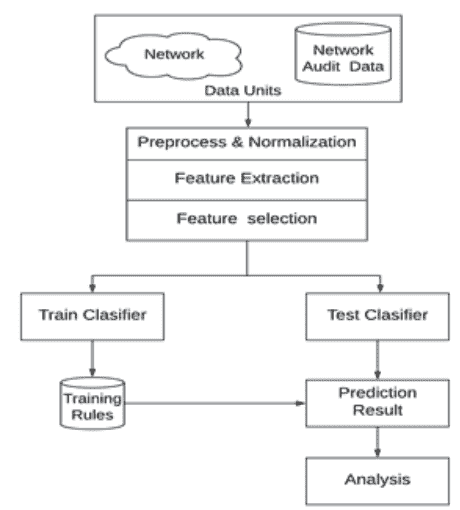 Network
Network
Audit Data
Data Units
Preprocess & Normalization
Feature Extraction
Feature selection
Train Clasifier
Test Clasifier
Training
Rules
Prediction
Result
Analysis